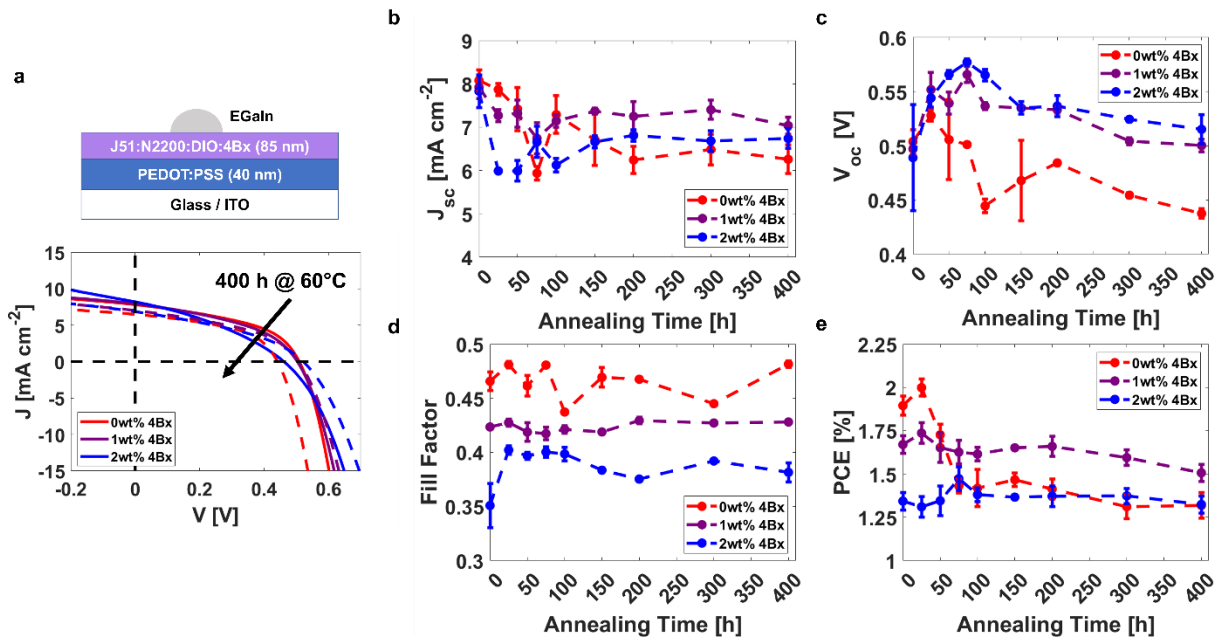 a
EGaIn
J51:N2200:DIO:4Bx (85 nm)
PEDOT:PSS (40 nm)
Glass / ITO
15
10
5
0
-5
-10
-15
J [mA cm⁻²]
400 h @ 60°C
0wt% 4Bx
1wt% 4Bx
2wt% 4Bx
-0.2 0 0.2 0.4 0.6
V [V]
b
9
8
7
6
5
4
Jsc [mA cm⁻²]
0wt% 4Bx
1wt% 4Bx
2wt% 4Bx
0 50 100 150 200 250 300 350 400
Annealing Time [h]
c
0.6
0.55
0.5
0.45
0.4
Voc [V]
0wt% 4Bx
1wt% 4Bx
2wt% 4Bx
0 50 100 150 200 250 300 350 400
Annealing Time [h]
d
0.5
0.45
0.4
0.35
0.3
Fill Factor
0wt% 4Bx
1wt% 4Bx
2wt% 4Bx
0 50 100 150 200 250 300 350 400
Annealing Time [h]
e
2.25
2
1.75
1.5
1.25
1
PCE [%]
0wt% 4Bx
1wt% 4Bx
2wt% 4Bx
0 50 100 150 200 250 300 350 400
Annealing Time [h]